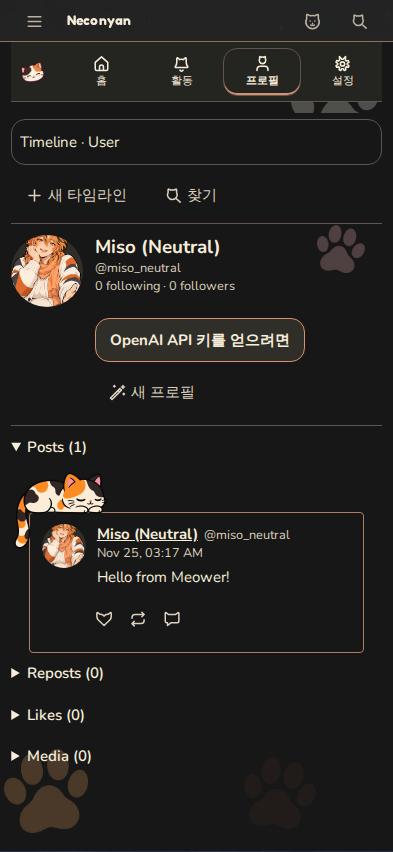 Neconyan
홈
활동
프로필
설정
Timeline · User
새 타임라인
찾기
Miso (Neutral)
@miso_neutral
0 following · 0 followers
OpenAI API 키를 얻으려면
새 프로필
Posts (1)
Miso (Neutral) @miso_neutral
Nov 25, 03:17 AM
Hello from Meower!
Reposts (0)
Likes (0)
Media (0)